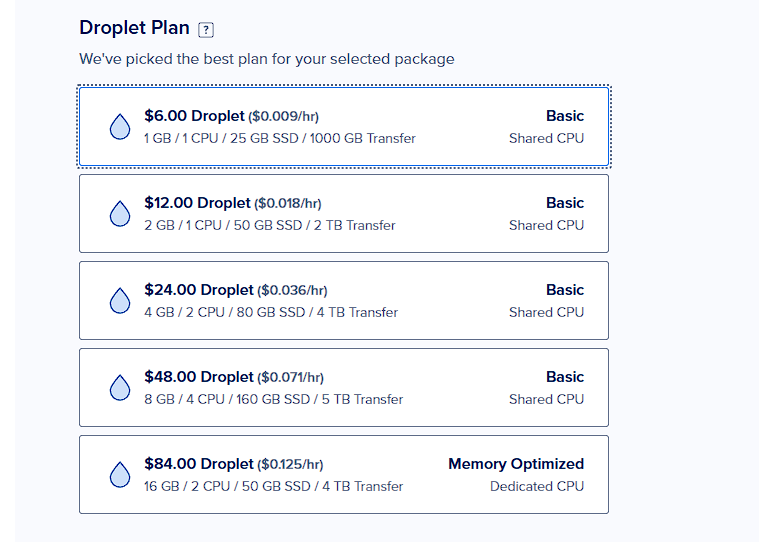 Droplet Plan ?
We've picked the best plan for your selected package
$6.00 Droplet ($0.009/hr) Basic
1 GB / 1 CPU / 25 GB SSD / 1000 GB Transfer Shared CPU
$12.00 Droplet ($0.018/hr) Basic
2 GB / 1 CPU / 50 GB SSD / 2 TB Transfer Shared CPU
$24.00 Droplet ($0.036/hr) Basic
4 GB / 2 CPU / 80 GB SSD / 4 TB Transfer Shared CPU
$48.00 Droplet ($0.071/hr) Basic
8 GB / 4 CPU / 160 GB SSD / 5 TB Transfer Shared CPU
$84.00 Droplet ($0.125/hr) Memory Optimized
16 GB / 2 CPU / 50 GB SSD / 4 TB Transfer Dedicated CPU